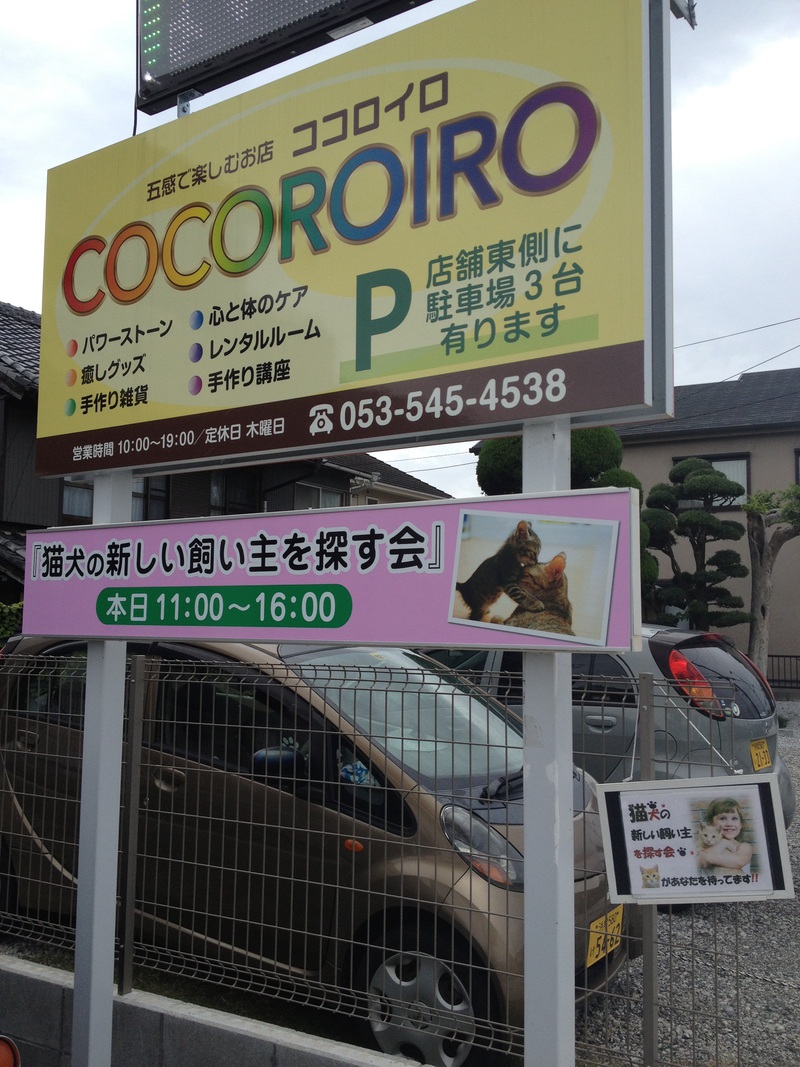 五感で楽しむお店 ココロイロ
COCOROIRO
パワーストーン
癒しグッズ
手作り雑貨
心と体のケア
レンタルルーム
手作り講座
P
店舗東側に
駐車場3台
有ります
営業時間 10:00〜19:00／定休日 木曜日
053-545-4538
『猫犬の新しい飼い主を探す会』
本日 11:00〜16:00
猫犬の
新しい飼い主
を探す会
があなたを待ってます!!
54-62
21-37